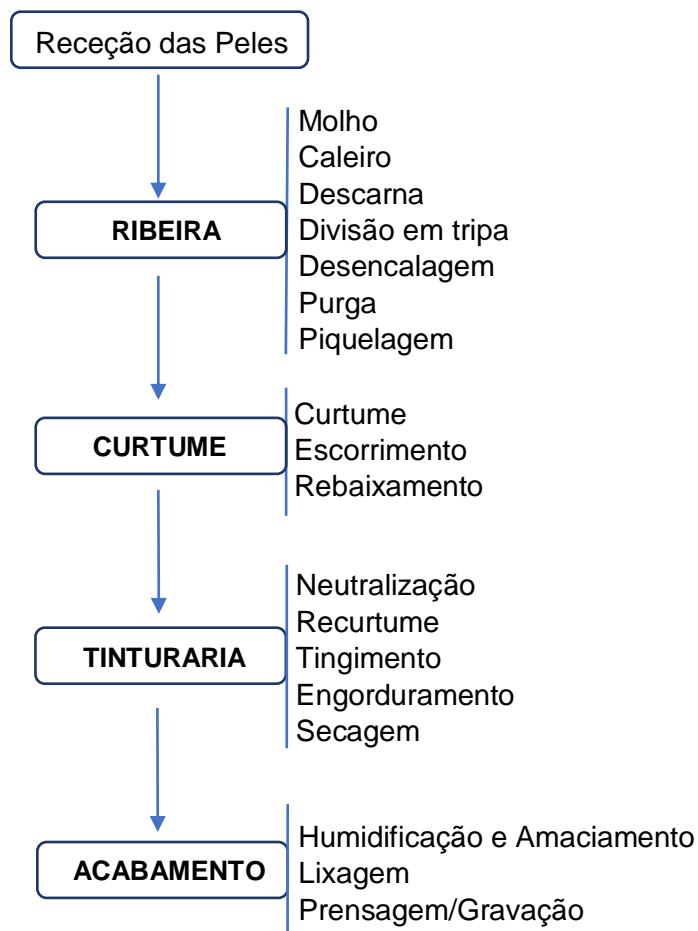 Receção das Peles
RIBEIRA
Molho
Caleiro
Descarna
Divisão em tripa
Desencalagem
Purga
Piquelagem
CURTUME
Curtume
Escorrimento
Rebaixamento
TINTURARIA
Neutralização
Recurtume
Tingimento
Engorduramento
Secagem
ACABAMENTO
Humidificação e Amaciamento
Lixagem
Prensagem/Gravação